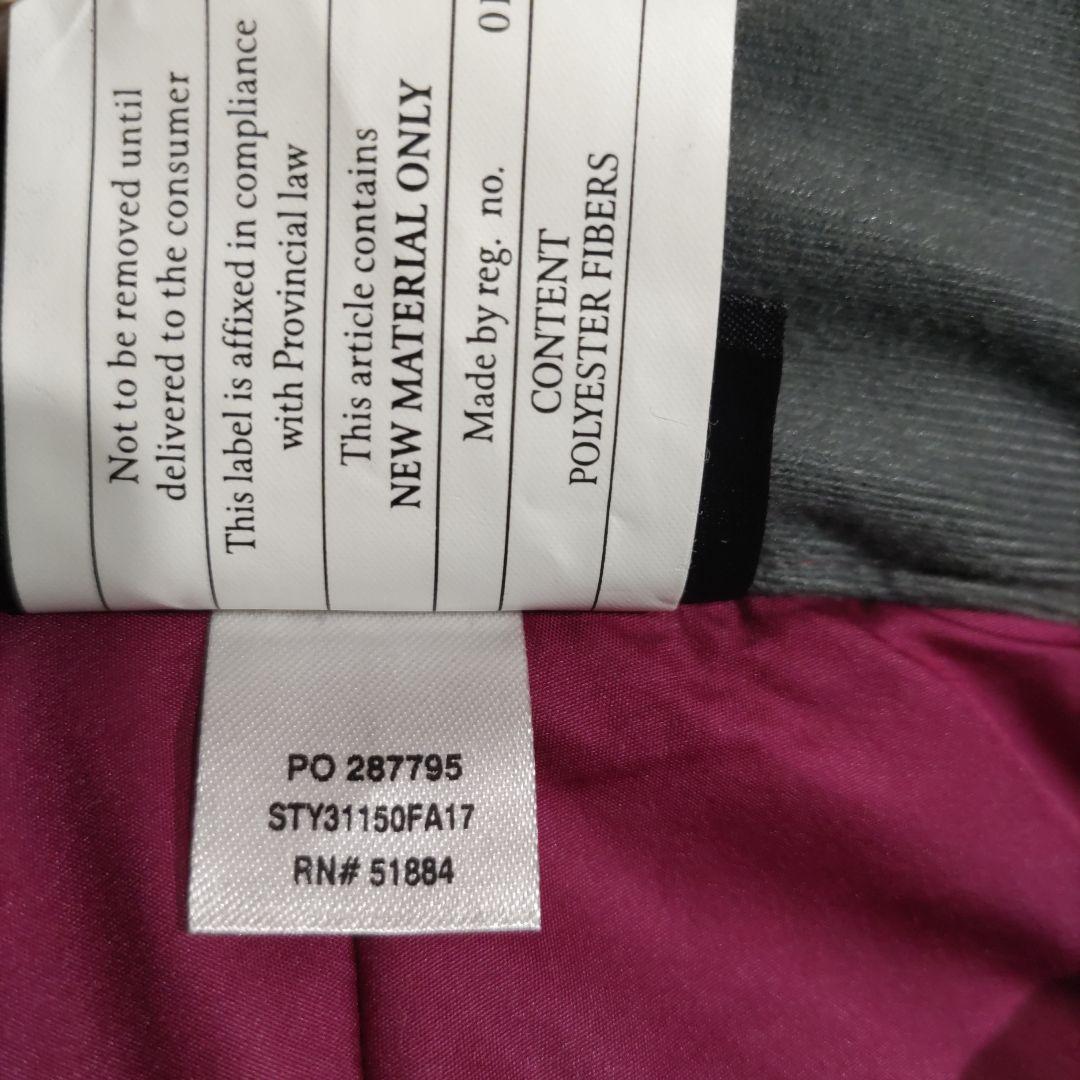 Not to be removed until
delivered to the consumer
This label is affixed in compliance
with Provincial law
This article contains
NEW MATERIAL ONLY
Made by reg. no.
CONTENT
POLYESTER FIBERS
PO 287795
STY31150FA17
RN# 51884